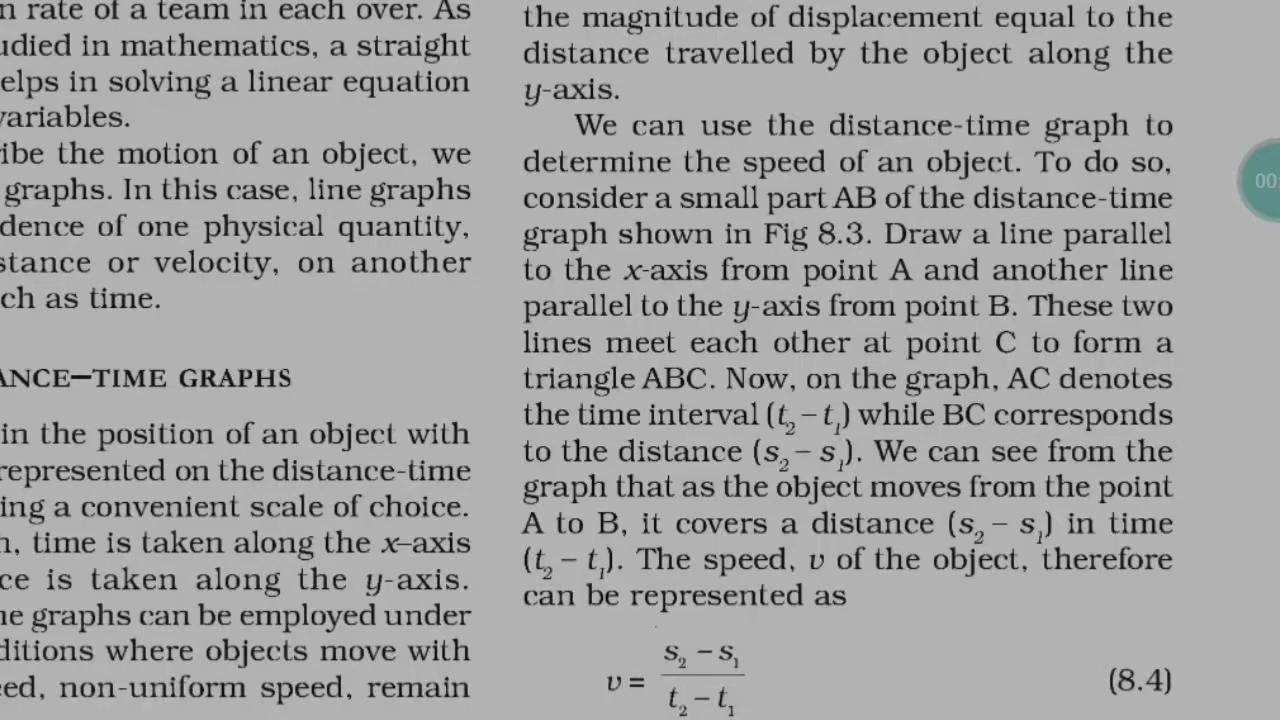 n rate of a team in each over. As
udied in mathematics, a straight
elps in solving a linear equation
variables.
ibe the motion of an object, we
graphs. In this case, line graphs
dence of one physical quantity,
stance or velocity, on another
ch as time.
ANCE—TIME GRAPHS
in the position of an object with
represented on the distance-time
ing a convenient scale of choice.
h, time is taken along the x–axis
ce is taken along the y-axis.
ne graphs can be employed under
ditions where objects move with
eed, non-uniform speed, remain
the magnitude of displacement equal to the
distance travelled by the object along the
y-axis.
We can use the distance-time graph to
determine the speed of an object. To do so,
consider a small part AB of the distance-time
graph shown in Fig 8.3. Draw a line parallel
to the x-axis from point A and another line
parallel to the y-axis from point B. These two
lines meet each other at point C to form a
triangle ABC. Now, on the graph, AC denotes
the time interval (t₂ – t₁) while BC corresponds
to the distance (s₂ – s₁). We can see from the
graph that as the object moves from the point
A to B, it covers a distance (s₂ – s₁) in time
(t₂ – t₁). The speed, v of the object, therefore
can be represented as
v = (s₂ – s₁) / (t₂ – t₁) (8.4)
00: